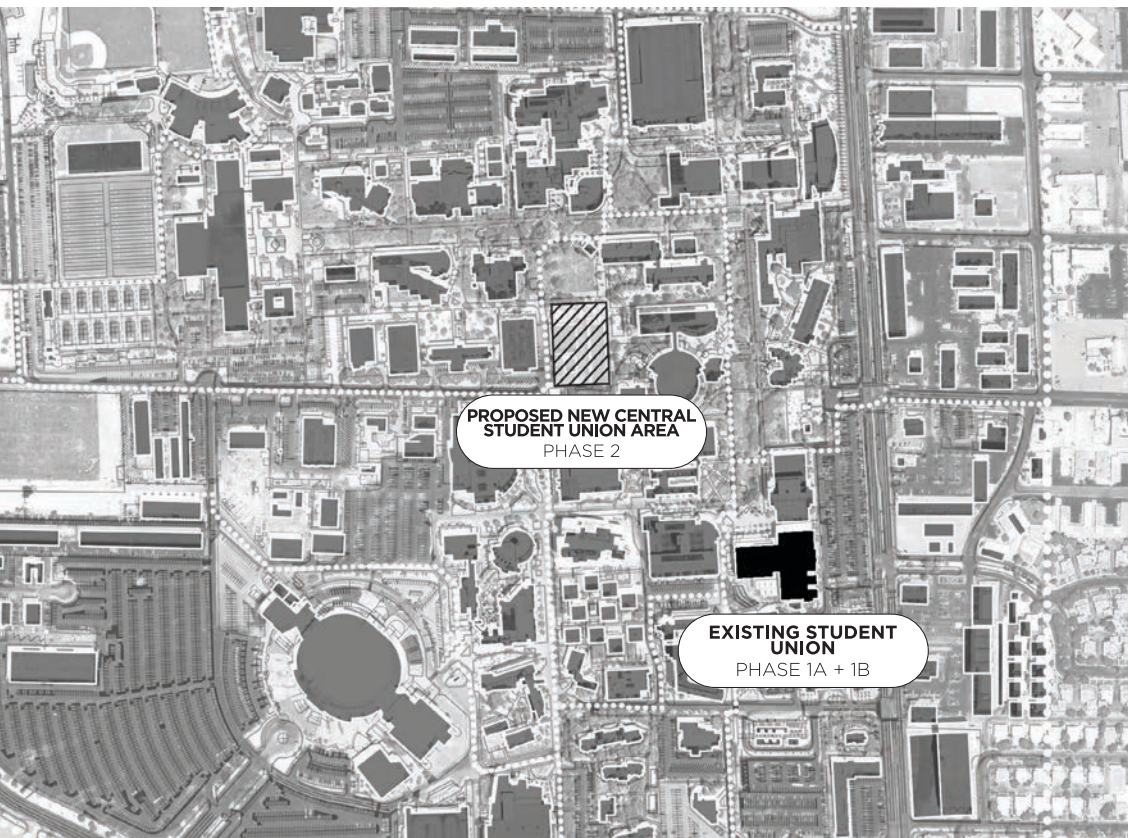 PROPOSED NEW CENTRAL
STUDENT UNION AREA
PHASE 2
EXISTING STUDENT
UNION
PHASE 1A + 1B